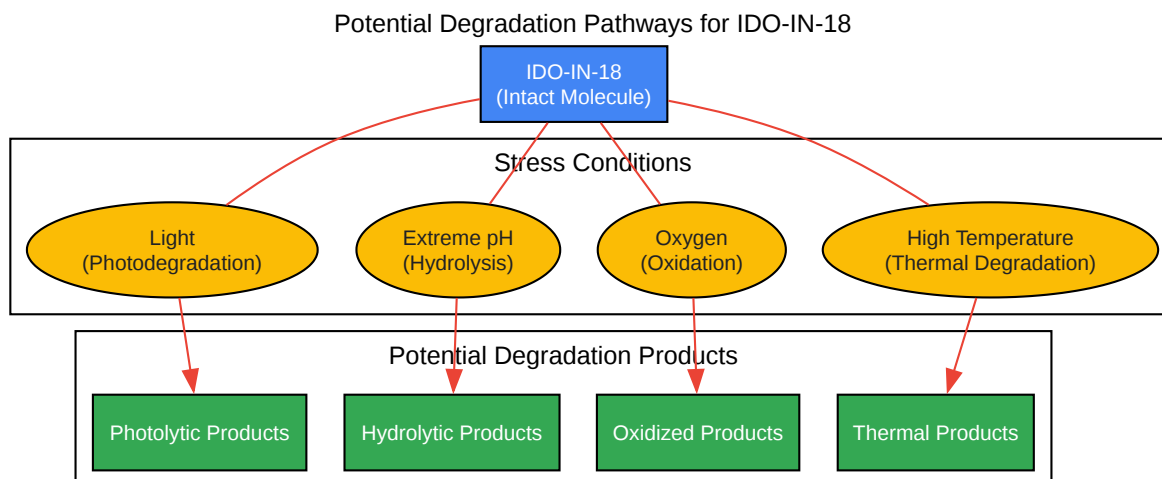 Potential Degradation Pathways for IDO-IN-18
IDO-IN-18
(Intact Molecule)
Stress Conditions
Light
(Photodegradation)
Extreme pH
(Hydrolysis)
Oxygen
(Oxidation)
High Temperature
(Thermal Degradation)
Potential Degradation Products
Photolytic Products
Hydrolytic Products
Oxidized Products
Thermal Products